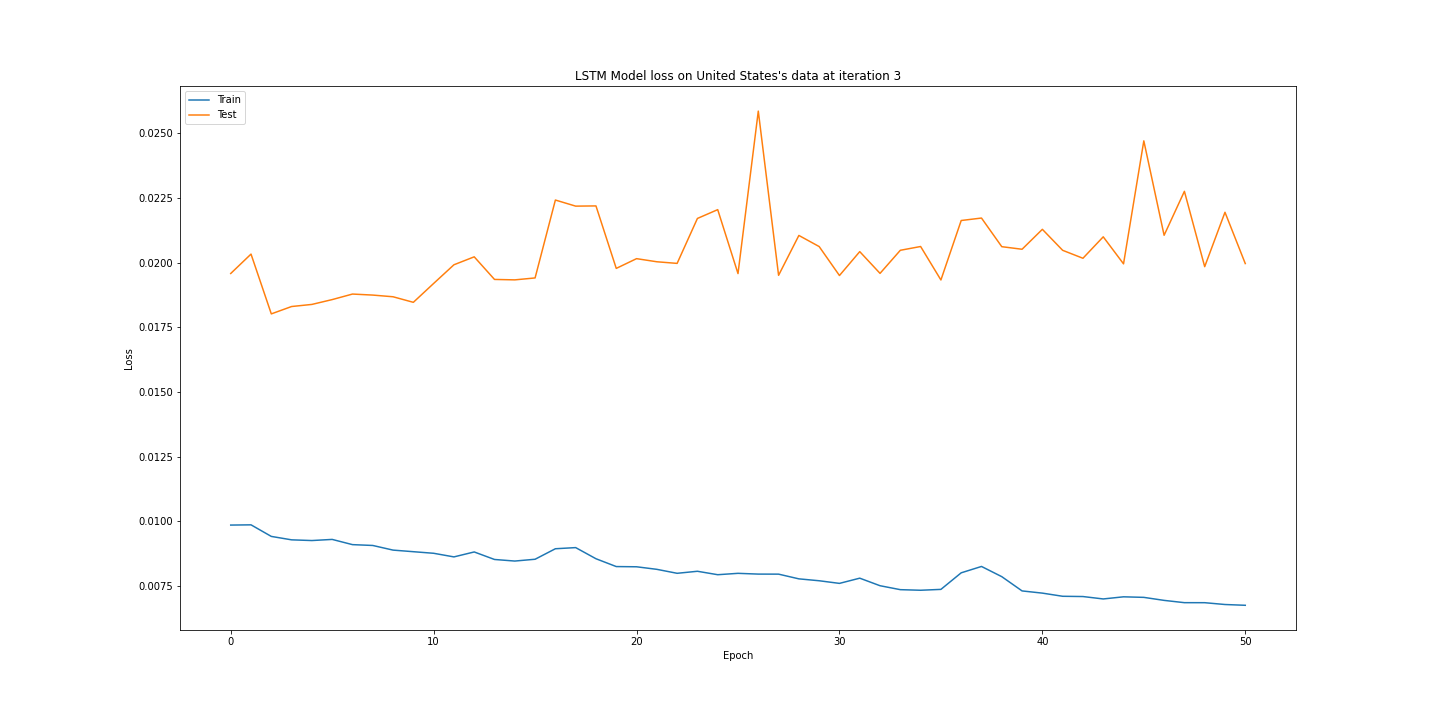 LSTM Model loss on United States's data at iteration 3
Train
Test
0.0250
0.0225
0.0200
0.0175
0.0150
0.0125
0.0100
0.0075
Loss
0 10 20 30 40 50
Epoch